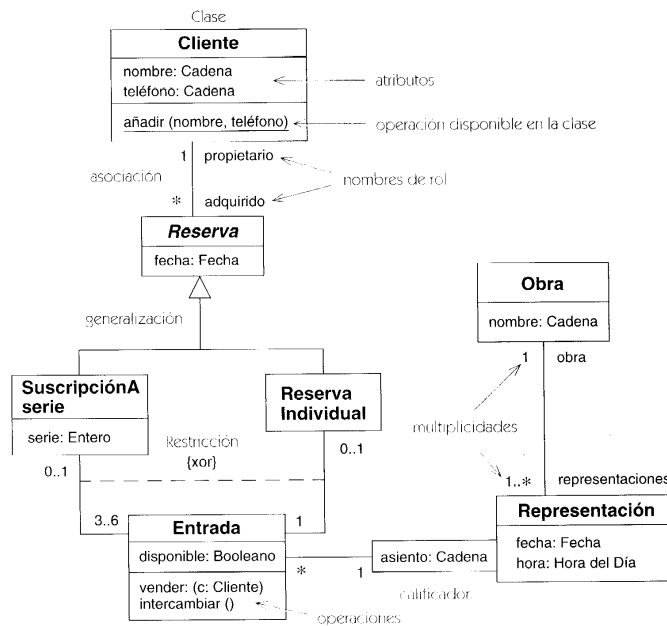 Clase
Cliente
nombre: Cadena
teléfono: Cadena
atributos
añadir (nombre, teléfono)
operación disponible en la clase
1
propietario
asociación
nombres de rol
*
adquirido
Reserva
fecha: Fecha
generalización
Obra
nombre: Cadena
1
obra
SuscripciónA
serie
serie: Entero
Reserva
Individual
multiplicidades
Restricción
{xor}
0..1
0..1
1..*
representaciones
3..6
1
Entrada
disponible: Booleano
vender: (c: Cliente)
intercambiar ()
operaciones
*
1
asiento: Cadena
calificador
Representación
fecha: Fecha
hora: Hora del Día